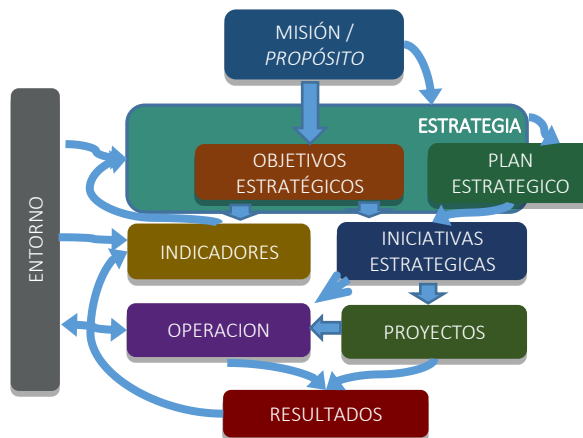 MISIÓN /
PROPÓSITO
ESTRATEGIA
OBJETIVOS
ESTRATÉGICOS
PLAN
ESTRATEGICO
ENTORNO
INDICADORES
INICIATIVAS
ESTRATEGICAS
OPERACION
PROYECTOS
RESULTADOS